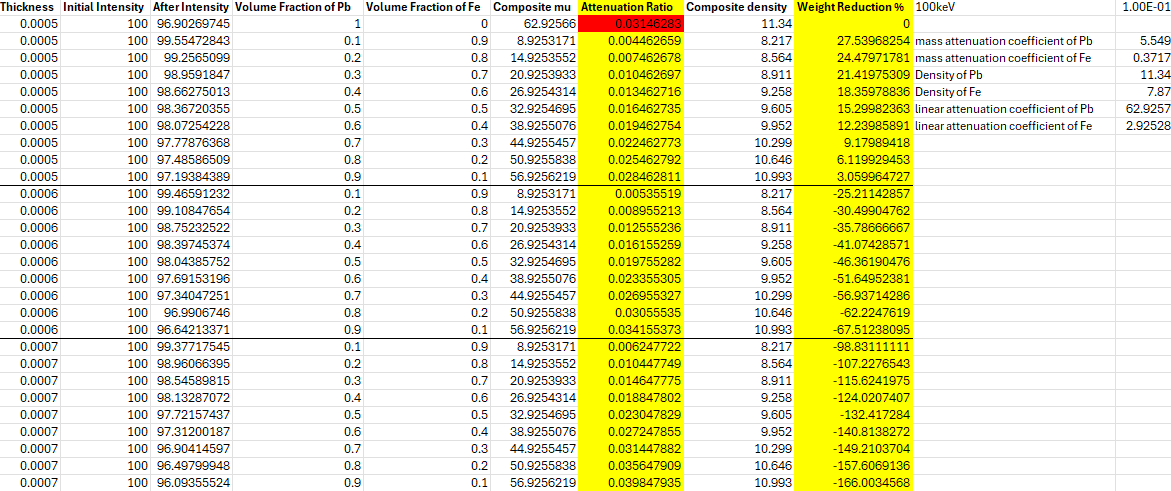 Thickness Initial Intensity After Intensity Volume Fraction of Pb Volume Fraction of Fe Composite mu Attenuation Ratio Composite density Weight Reduction % 100keV 1.00E-01
0.0005 100 96.90269745 1 0 62.92566 0.03146283 11.34 0
0.0005 100 99.55472843 0.1 0.9 8.9253171 0.004462659 8.217 27.53968254 mass attenuation coefficient of Pb 5.549
0.0005 100 99.2565099 0.2 0.8 14.9253552 0.007462678 8.564 24.47971781 mass attenuation coefficient of Fe 0.3717
0.0005 100 98.9591847 0.3 0.7 20.9253933 0.010462697 8.911 21.41975309 Density of Pb 11.34
0.0005 100 98.66275013 0.4 0.6 26.9254314 0.013462716 9.258 18.35978836 Density of Fe 7.87
0.0005 100 98.36720355 0.5 0.5 32.9254695 0.016462735 9.605 15.29982363 linear attenuation coefficient of Pb 62.9257
0.0005 100 98.07254228 0.6 0.4 38.9255076 0.019462754 9.952 12.23985891 linear attenuation coefficient of Fe 2.92528
0.0005 100 97.77876368 0.7 0.3 44.9255457 0.022462773 10.299 9.17989418
0.0005 100 97.48586509 0.8 0.2 50.9255838 0.025462792 10.646 6.119929453
0.0005 100 97.19384389 0.9 0.1 56.9256219 0.028462811 10.993 3.059964727
0.0006 100 99.46591232 0.1 0.9 8.9253171 0.00535519 8.217 -25.21142857
0.0006 100 99.10847654 0.2 0.8 14.9253552 0.008955213 8.564 -30.49904762
0.0006 100 98.75232522 0.3 0.7 20.9253933 0.012555236 8.911 -35.78666667
0.0006 100 98.39745374 0.4 0.6 26.9254314 0.016155259 9.258 -41.07428571
0.0006 100 98.04385752 0.5 0.5 32.9254695 0.019755282 9.605 -46.36190476
0.0006 100 97.69153196 0.6 0.4 38.9255076 0.023355305 9.952 -51.64952381
0.0006 100 97.34047251 0.7 0.3 44.9255457 0.026955327 10.299 -56.93714286
0.0006 100 96.9906746 0.8 0.2 50.9255838 0.03055535 10.646 -62.2247619
0.0006 100 96.64213371 0.9 0.1 56.9256219 0.034155373 10.993 -67.51238095
0.0007 100 99.37717545 0.1 0.9 8.9253171 0.006247722 8.217 -98.83111111
0.0007 100 98.96066395 0.2 0.8 14.9253552 0.010447749 8.564 -107.2276543
0.0007 100 98.54589815 0.3 0.7 20.9253933 0.014647775 8.911 -115.6241975
0.0007 100 98.13287072 0.4 0.6 26.9254314 0.018847802 9.258 -124.0207407
0.0007 100 97.72157437 0.5 0.5 32.9254695 0.023047829 9.605 -132.417284
0.0007 100 97.31200187 0.6 0.4 38.9255076 0.027247855 9.952 -140.8138272
0.0007 100 96.90414597 0.7 0.3 44.9255457 0.031447882 10.299 -149.2103704
0.0007 100 96.49799948 0.8 0.2 50.9255838 0.035647909 10.646 -157.6069136
0.0007 100 96.09355524 0.9 0.1 56.9256219 0.039847935 10.993 -166.0034568